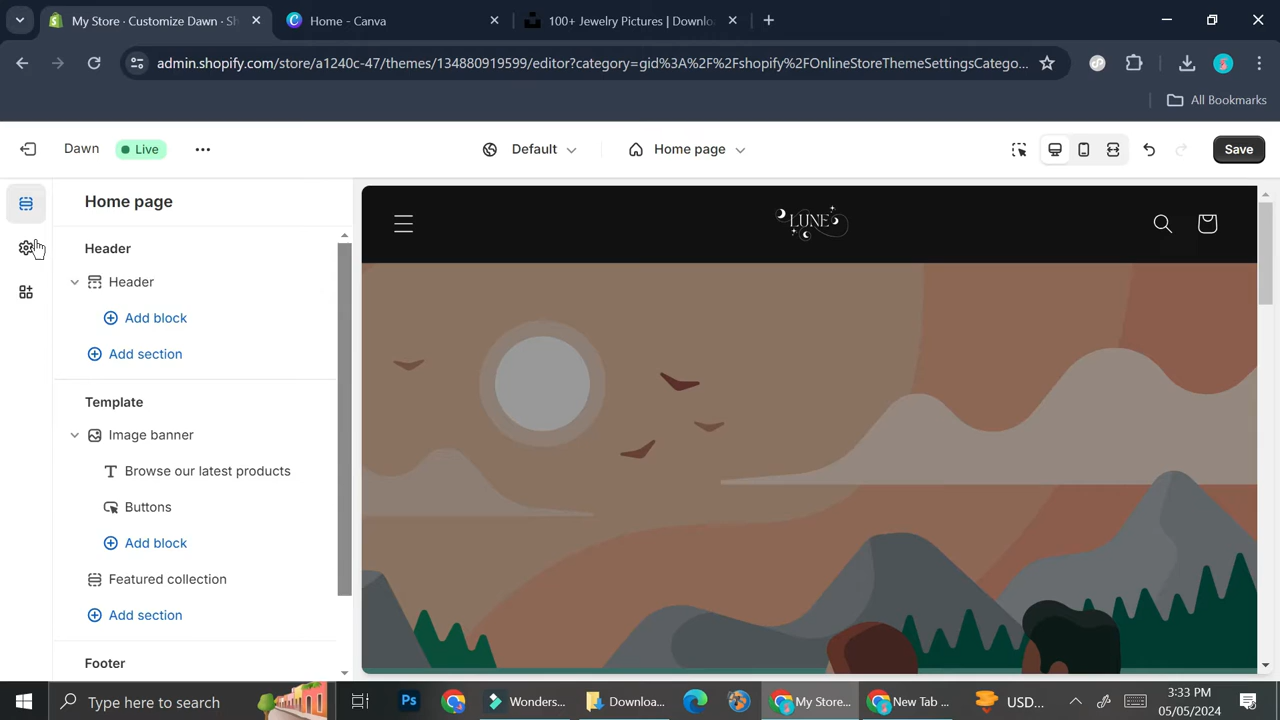 My Store · Customize Dawn · Sh
Home - Canva
100+ Jewelry Pictures | Downlo
admin.shopify.com/store/a1240c-47/themes/134880919599/editor?category=gid%3A%2F%2Fshopify%2FOnlineStoreThemeSettingsCatego...
All Bookmarks
Dawn
Live
Default
Home page
Save
Home page
Header
Header
Add block
Add section
Template
Image banner
Browse our latest products
Buttons
Add block
Featured collection
Add section
Footer
LUNE
Type here to search
Ps
Wonders...
Downloa...
My Store...
New Tab ...
USD...
3:33 PM
05/05/2024